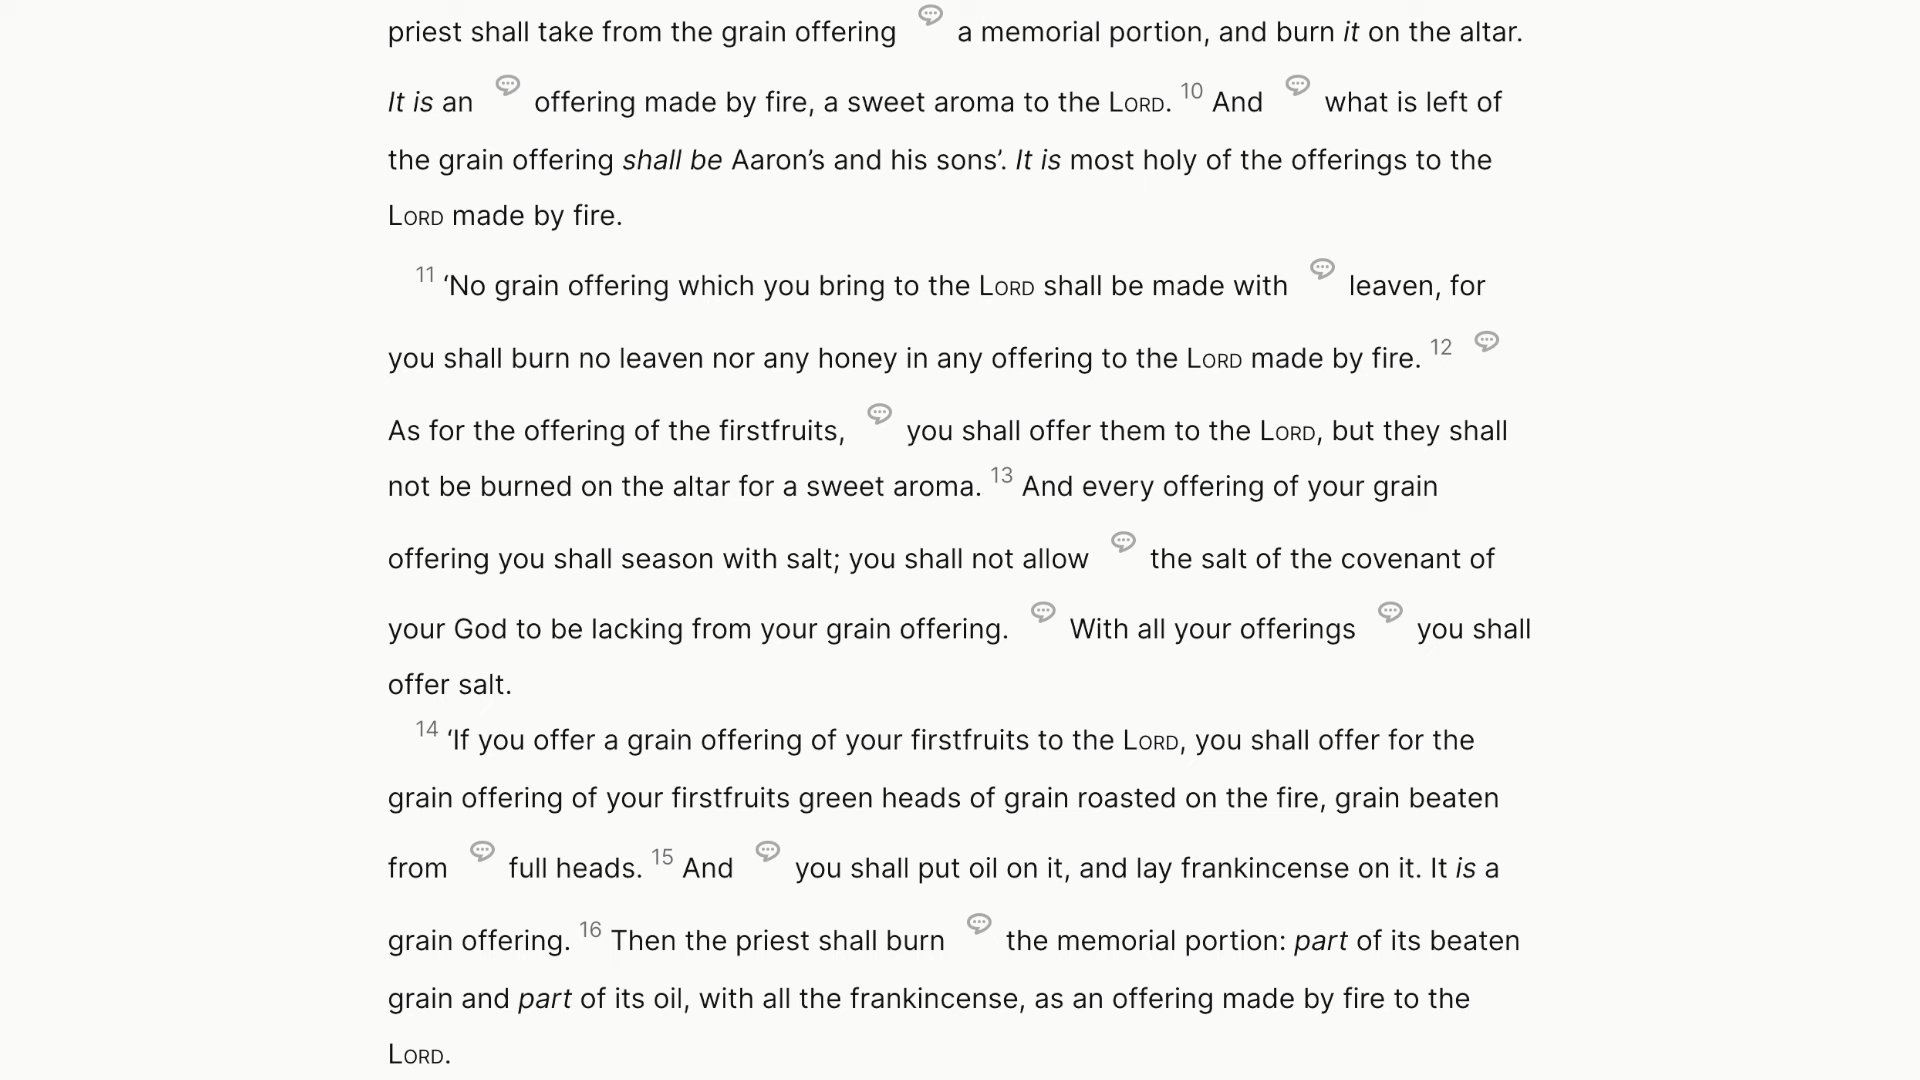 priest shall take from the grain offering a memorial portion, and burn it on the altar.
It is an offering made by fire, a sweet aroma to the LORD. 10 And what is left of
the grain offering shall be Aaron’s and his sons’. It is most holy of the offerings to the
LORD made by fire.
11 ‘No grain offering which you bring to the LORD shall be made with leaven, for
you shall burn no leaven nor any honey in any offering to the LORD made by fire. 12
As for the offering of the firstfruits, you shall offer them to the LORD, but they shall
not be burned on the altar for a sweet aroma. 13 And every offering of your grain
offering you shall season with salt; you shall not allow the salt of the covenant of
your God to be lacking from your grain offering. With all your offerings you shall
offer salt.
14 ‘If you offer a grain offering of your firstfruits to the LORD, you shall offer for the
grain offering of your firstfruits green heads of grain roasted on the fire, grain beaten
from full heads. 15 And you shall put oil on it, and lay frankincense on it. It is a
grain offering. 16 Then the priest shall burn the memorial portion: part of its beaten
grain and part of its oil, with all the frankincense, as an offering made by fire to the
LORD.